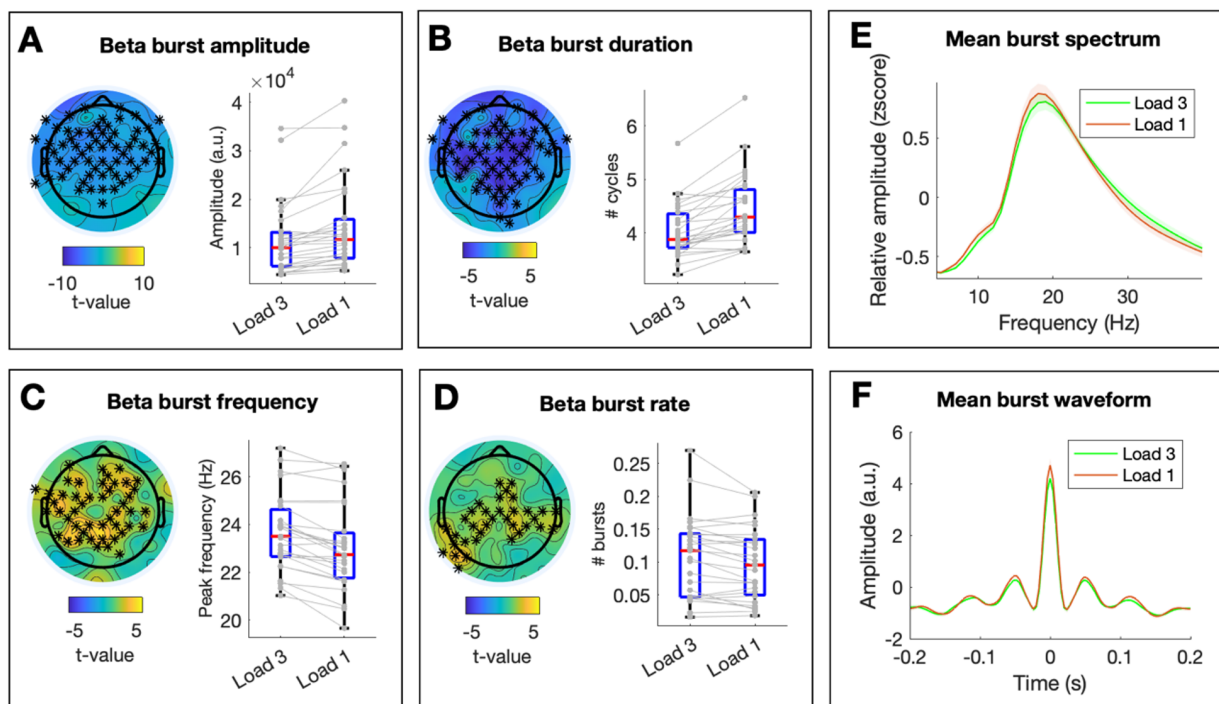 A
Beta burst amplitude
× 10^4
4
3
2
1
Amplitude (a.u.)
Load 3
Load 1
-10
10
t-value
B
Beta burst duration
6
5
4
# cycles
Load 3
Load 1
-5
5
t-value
E
Mean burst spectrum
Load 3
Load 1
0.5
0
-0.5
Relative amplitude (zscore)
10
20
30
Frequency (Hz)
C
Beta burst frequency
26
24
22
20
Peak frequency (Hz)
Load 3
Load 1
-5
5
t-value
D
Beta burst rate
0.25
0.2
0.15
0.1
0.05
# bursts
Load 3
Load 1
-5
5
t-value
F
Mean burst waveform
Load 3
Load 1
6
4
2
0
-2
Amplitude (a.u.)
-0.2
-0.1
0
0.1
0.2
Time (s)